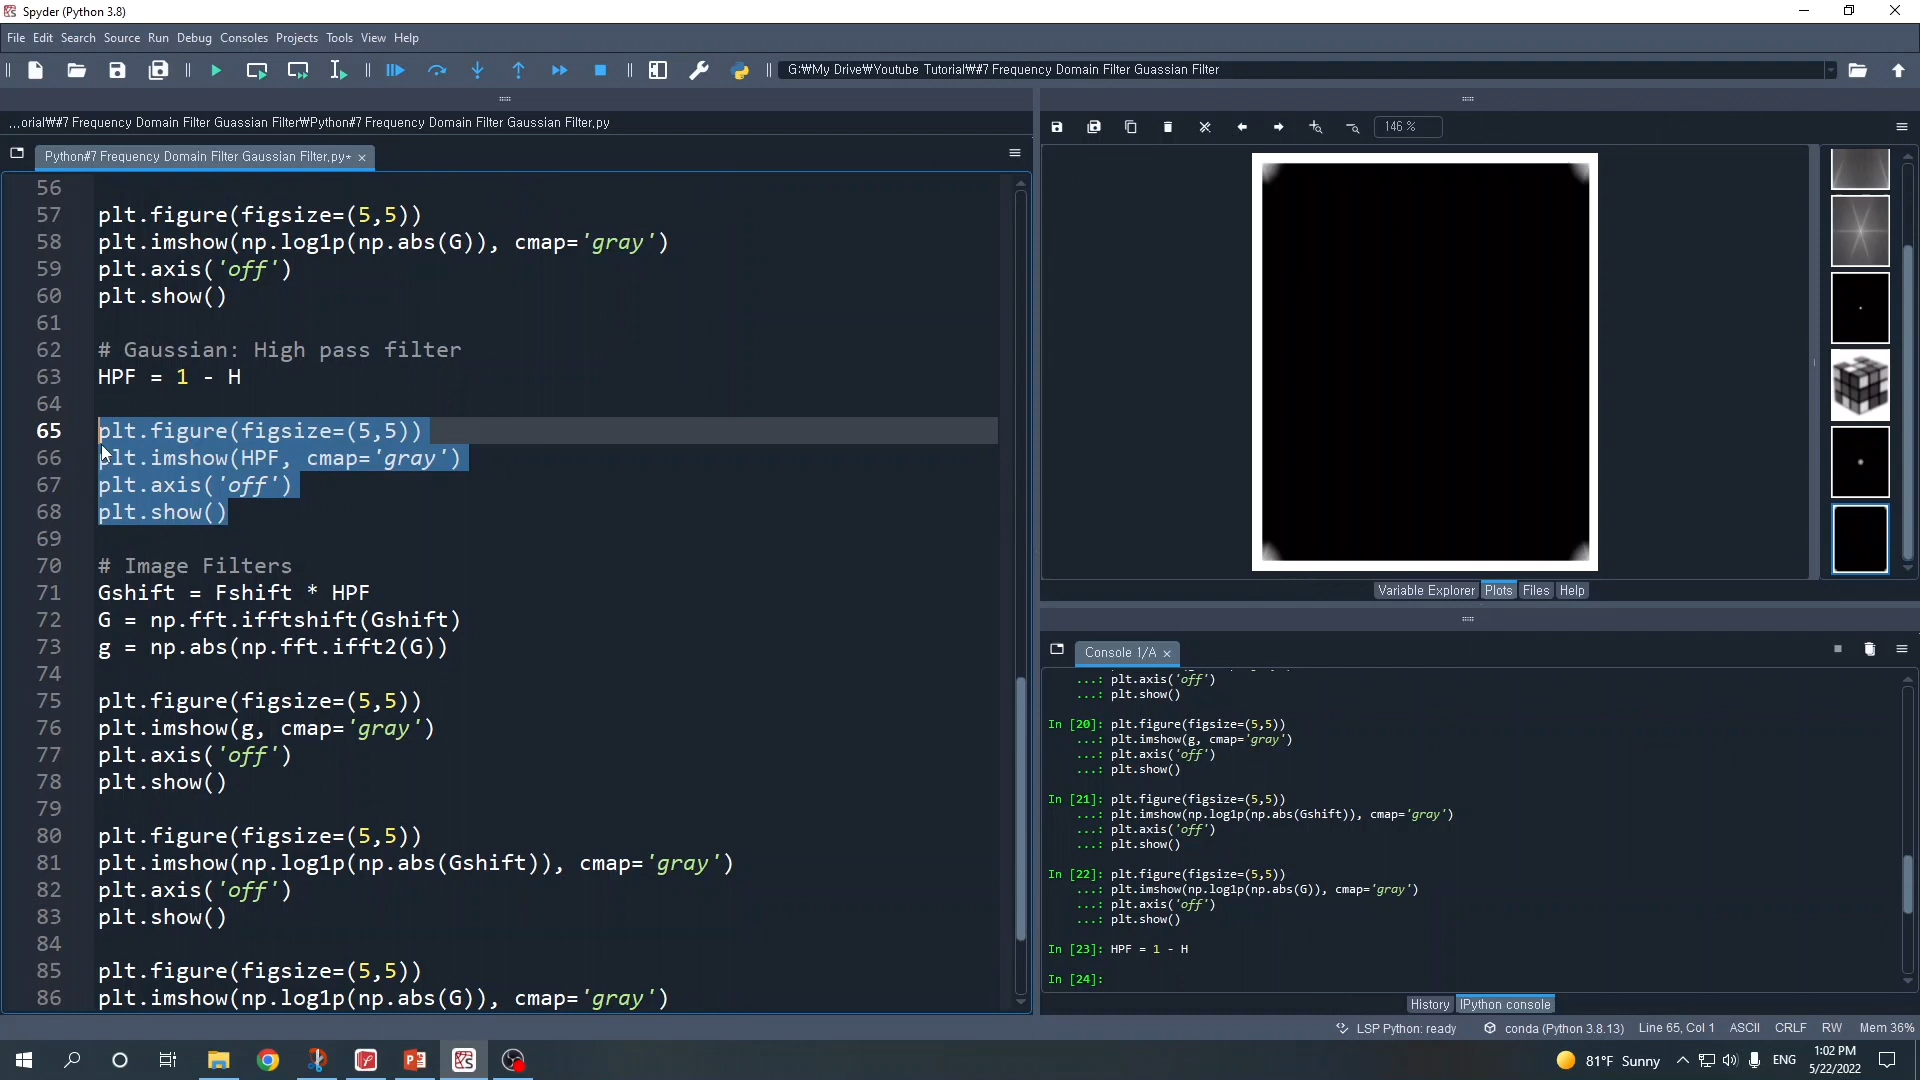 Spyder (Python 3.8)
File Edit Search Source Run Debug Consoles Projects Tools View Help
G:₩My Drive₩Youtube Tutorial₩#7 Frequency Domain Filter Guassian Filter
...orial₩#7 Frequency Domain Filter Guassian Filter₩Python#7 Frequency Domain Filter Gaussian Filter.py
146 %
Python#7 Frequency Domain Filter Gaussian Filter.py*
56
57 plt.figure(figsize=(5,5))
58 plt.imshow(np.log1p(np.abs(G)), cmap='gray')
59 plt.axis('off')
60 plt.show()
61
62 # Gaussian: High pass filter
63 HPF = 1 - H
64
65 plt.figure(figsize=(5,5))
66 plt.imshow(HPF, cmap='gray')
67 plt.axis('off')
68 plt.show()
69
70 # Image Filters
71 Gshift = Fshift * HPF
72 G = np.fft.ifftshift(Gshift)
73 g = np.abs(np.fft.ifft2(G))
74
75 plt.figure(figsize=(5,5))
76 plt.imshow(g, cmap='gray')
77 plt.axis('off')
78 plt.show()
79
80 plt.figure(figsize=(5,5))
81 plt.imshow(np.log1p(np.abs(Gshift)), cmap='gray')
82 plt.axis('off')
83 plt.show()
84
85 plt.figure(figsize=(5,5))
86 plt.imshow(np.log1p(np.abs(G)), cmap='gray')
Variable Explorer Plots Files Help
Console 1/A
...: plt.axis('off')
...: plt.show()
In [20]: plt.figure(figsize=(5,5))
...: plt.imshow(g, cmap='gray')
...: plt.axis('off')
...: plt.show()
In [21]: plt.figure(figsize=(5,5))
...: plt.imshow(np.log1p(np.abs(Gshift)), cmap='gray')
...: plt.axis('off')
...: plt.show()
In [22]: plt.figure(figsize=(5,5))
...: plt.imshow(np.log1p(np.abs(G)), cmap='gray')
...: plt.axis('off')
...: plt.show()
In [23]: HPF = 1 - H
In [24]:
History IPython console
LSP Python: ready conda (Python 3.8.13) Line 65, Col 1 ASCII CRLF RW Mem 36%
81°F Sunny ENG 1:02 PM
5/22/2022